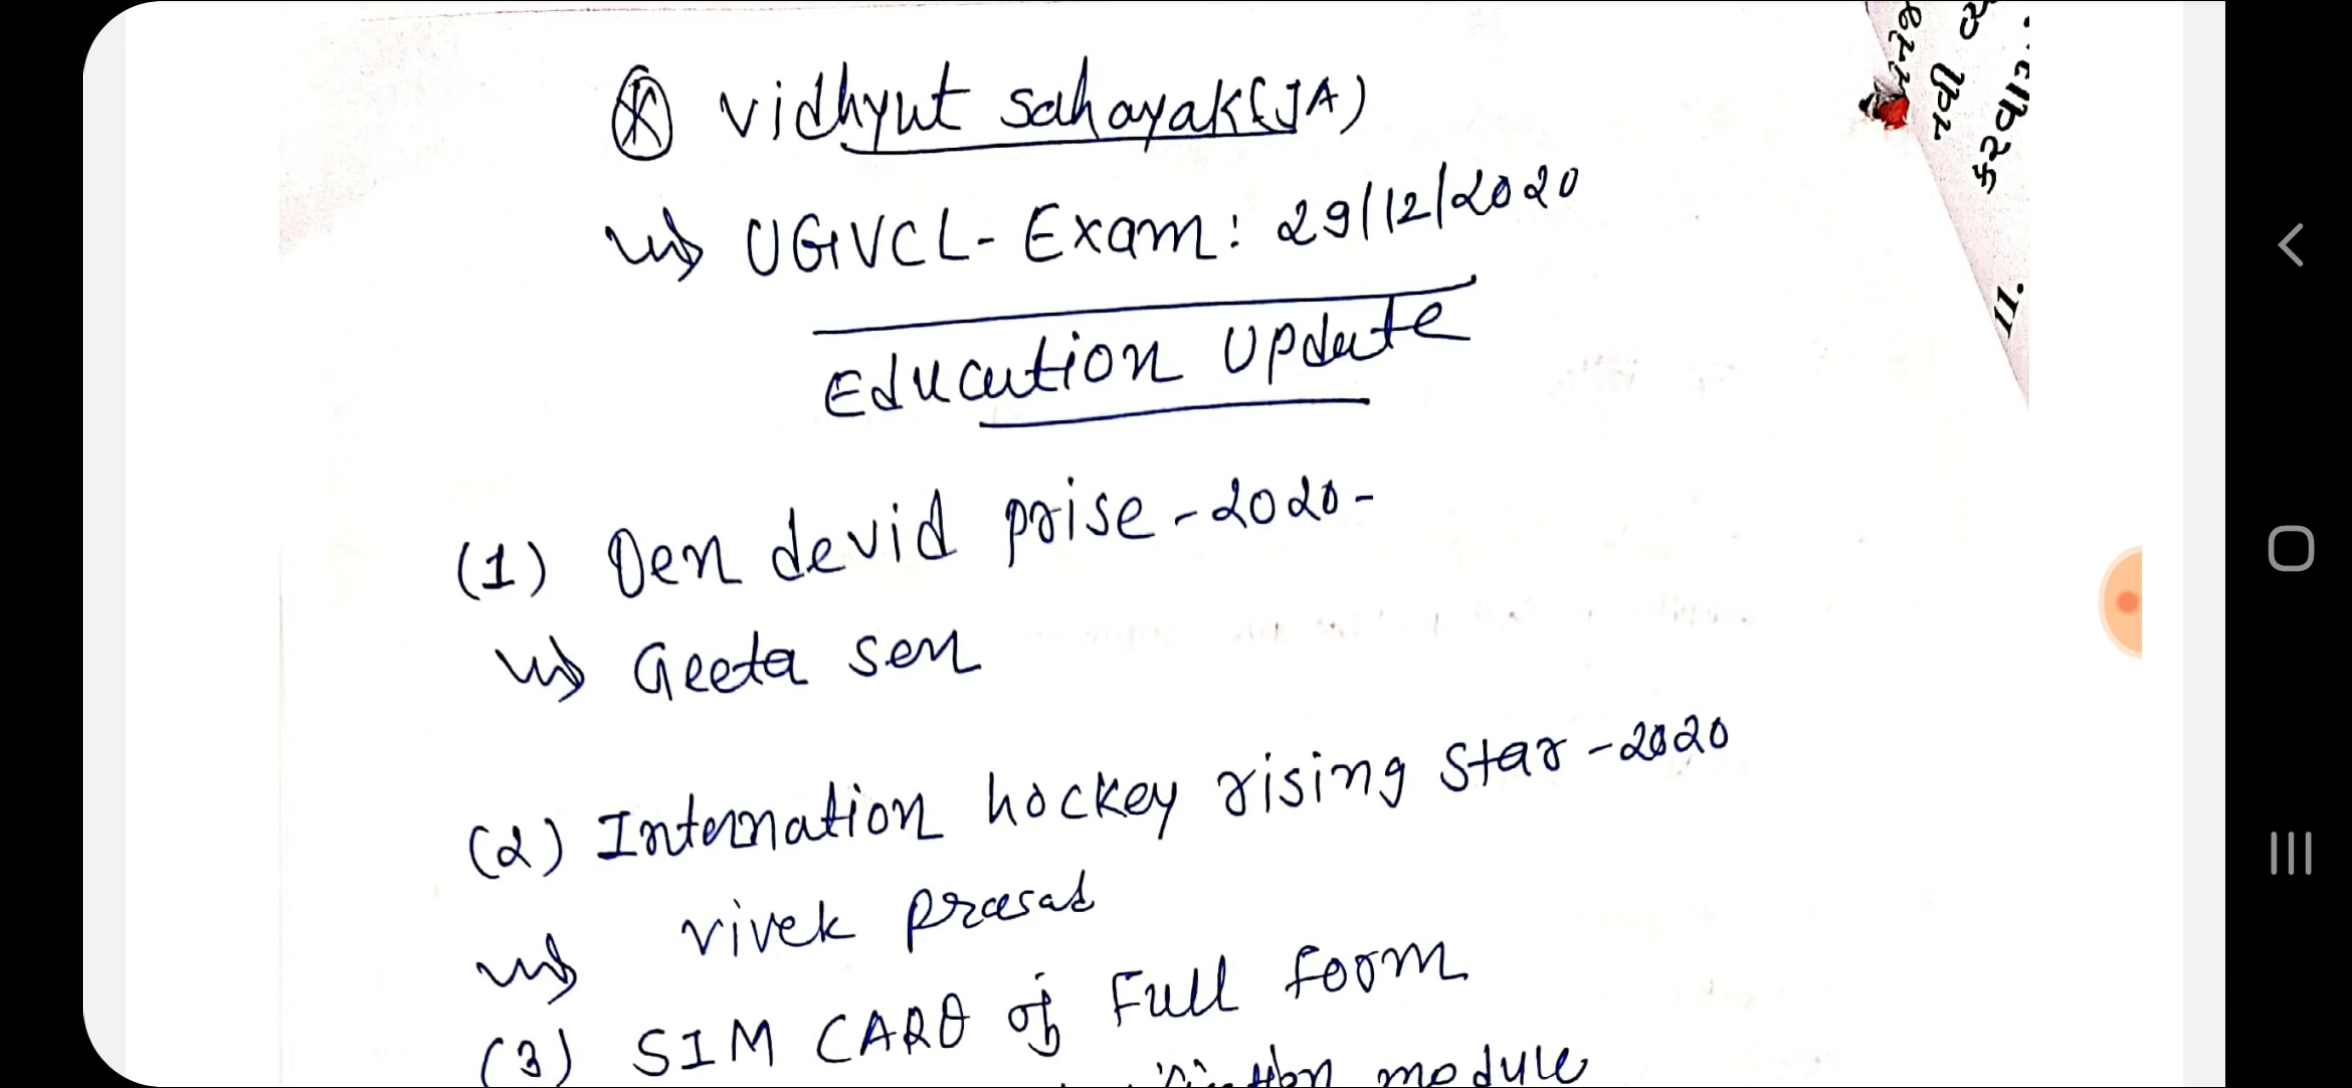 vidhyut sahayak(JA)
UGVCL - Exam: 29/12/2020
Education Update
(1) Den devid prise - 2020 -
Geeta sen
(2) Internation hockey rising star - 2020
vivek prasad
(3) SIM CARD of Full form
module
11.